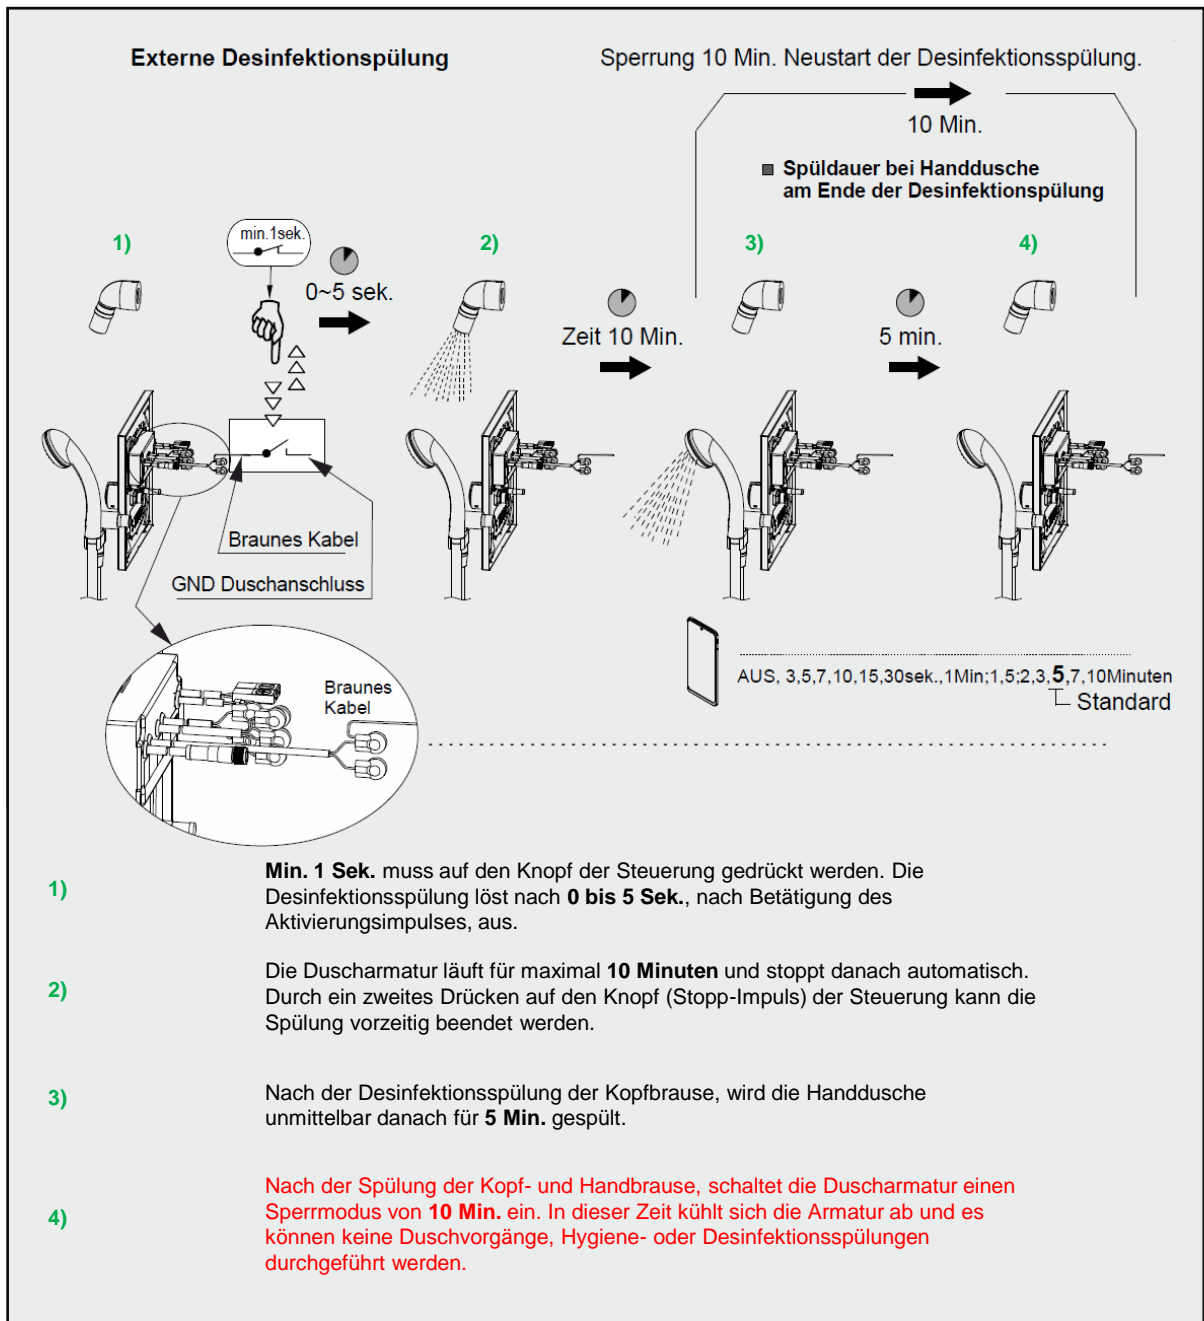 Externe Desinfektionspülung
Sperrung 10 Min. Neustart der Desinfektionsspülung.
10 Min.
Spüldauer bei Handdusche
am Ende der Desinfektionspülung
1)
min.1sek.
2)
3)
4)
0~5 sek.
Zeit 10 Min.
5 min.
Braunes Kabel
GND Duschanschluss
Braunes
Kabel
AUS, 3,5,7,10,15,30sek.,1Min;1,5;2,3,5,7,10Minuten
Standard
1)
Min. 1 Sek. muss auf den Knopf der Steuerung gedrückt werden. Die
Desinfektionsspülung löst nach 0 bis 5 Sek., nach Betätigung des
Aktivierungsimpulses, aus.
2)
Die Duscharmatur läuft für maximal 10 Minuten und stoppt danach automatisch.
Durch ein zweites Drücken auf den Knopf (Stopp-Impuls) der Steuerung kann die
Spülung vorzeitig beendet werden.
3)
Nach der Desinfektionsspülung der Kopfbrause, wird die Handdusche
unmittelbar danach für 5 Min. gespült.
4)
Nach der Spülung der Kopf- und Handbrause, schaltet die Duscharmatur einen
Sperrmodus von 10 Min. ein. In dieser Zeit kühlt sich die Armatur ab und es
können keine Duschvorgänge, Hygiene- oder Desinfektionsspülungen
durchgeführt werden.